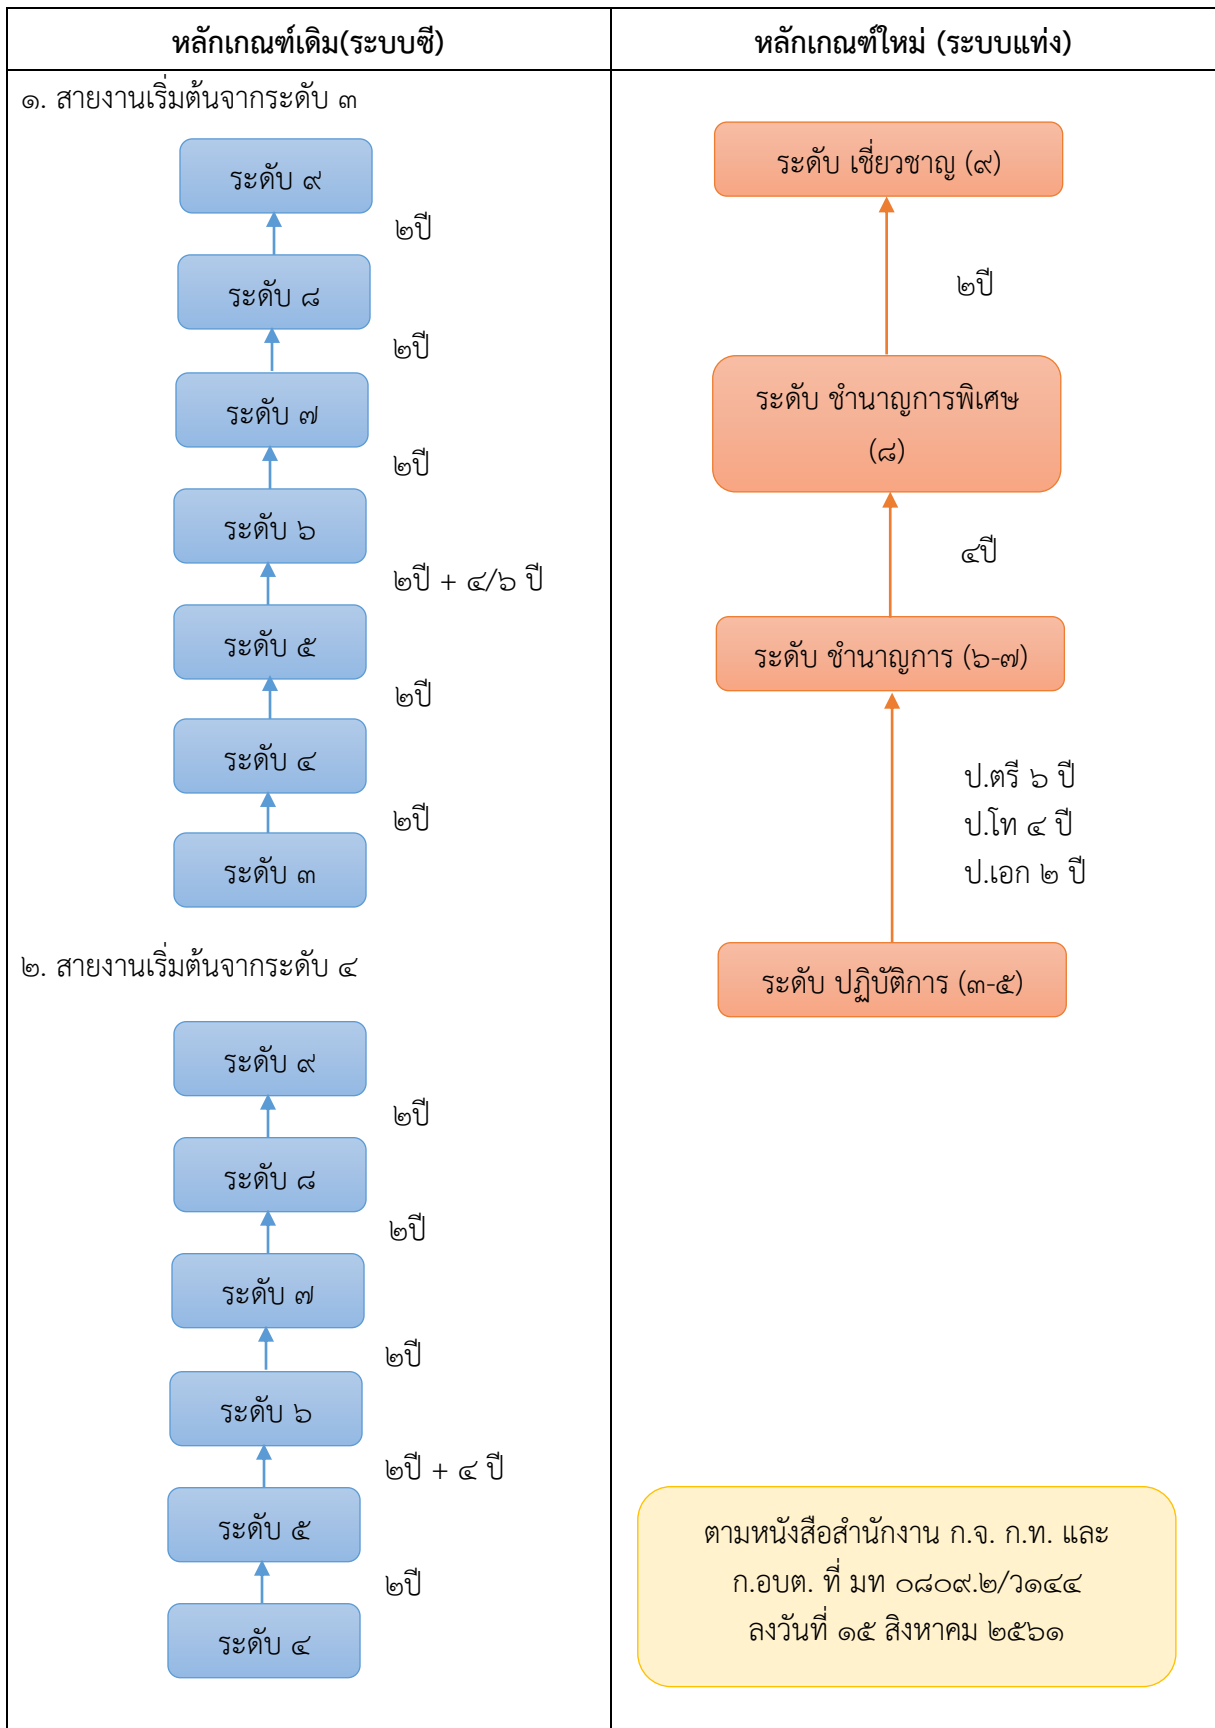 หลักเกณฑ์เดิม(ระบบซี)
๑. สายงานเริ่มต้นจากระดับ ๓
ระดับ ๙
๒ปี
ระดับ ๘
๒ปี
ระดับ ๗
๒ปี
ระดับ ๖
๒ปี + ๔/๖ ปี
ระดับ ๕
๒ปี
ระดับ ๔
๒ปี
ระดับ ๓
๒. สายงานเริ่มต้นจากระดับ ๔
ระดับ ๙
๒ปี
ระดับ ๘
๒ปี
ระดับ ๗
๒ปี
ระดับ ๖
๒ปี + ๔ ปี
ระดับ ๕
๒ปี
ระดับ ๔
หลักเกณฑ์ใหม่ (ระบบแท่ง)
ระดับ เชี่ยวชาญ (๙)
๒ปี
ระดับ ชำนาญการพิเศษ
(๘)
๔ปี
ระดับ ชำนาญการ (๖-๗)
ป.ตรี ๖ ปี
ป.โท ๔ ปี
ป.เอก ๒ ปี
ระดับ ปฏิบัติการ (๓-๕)
ตามหนังสือสำนักงาน ก.จ. ก.ท. และ
ก.อบต. ที่ มท ๐๘๐๙.๒/ว๑๔๔
ลงวันที่ ๑๕ สิงหาคม ๒๕๖๑